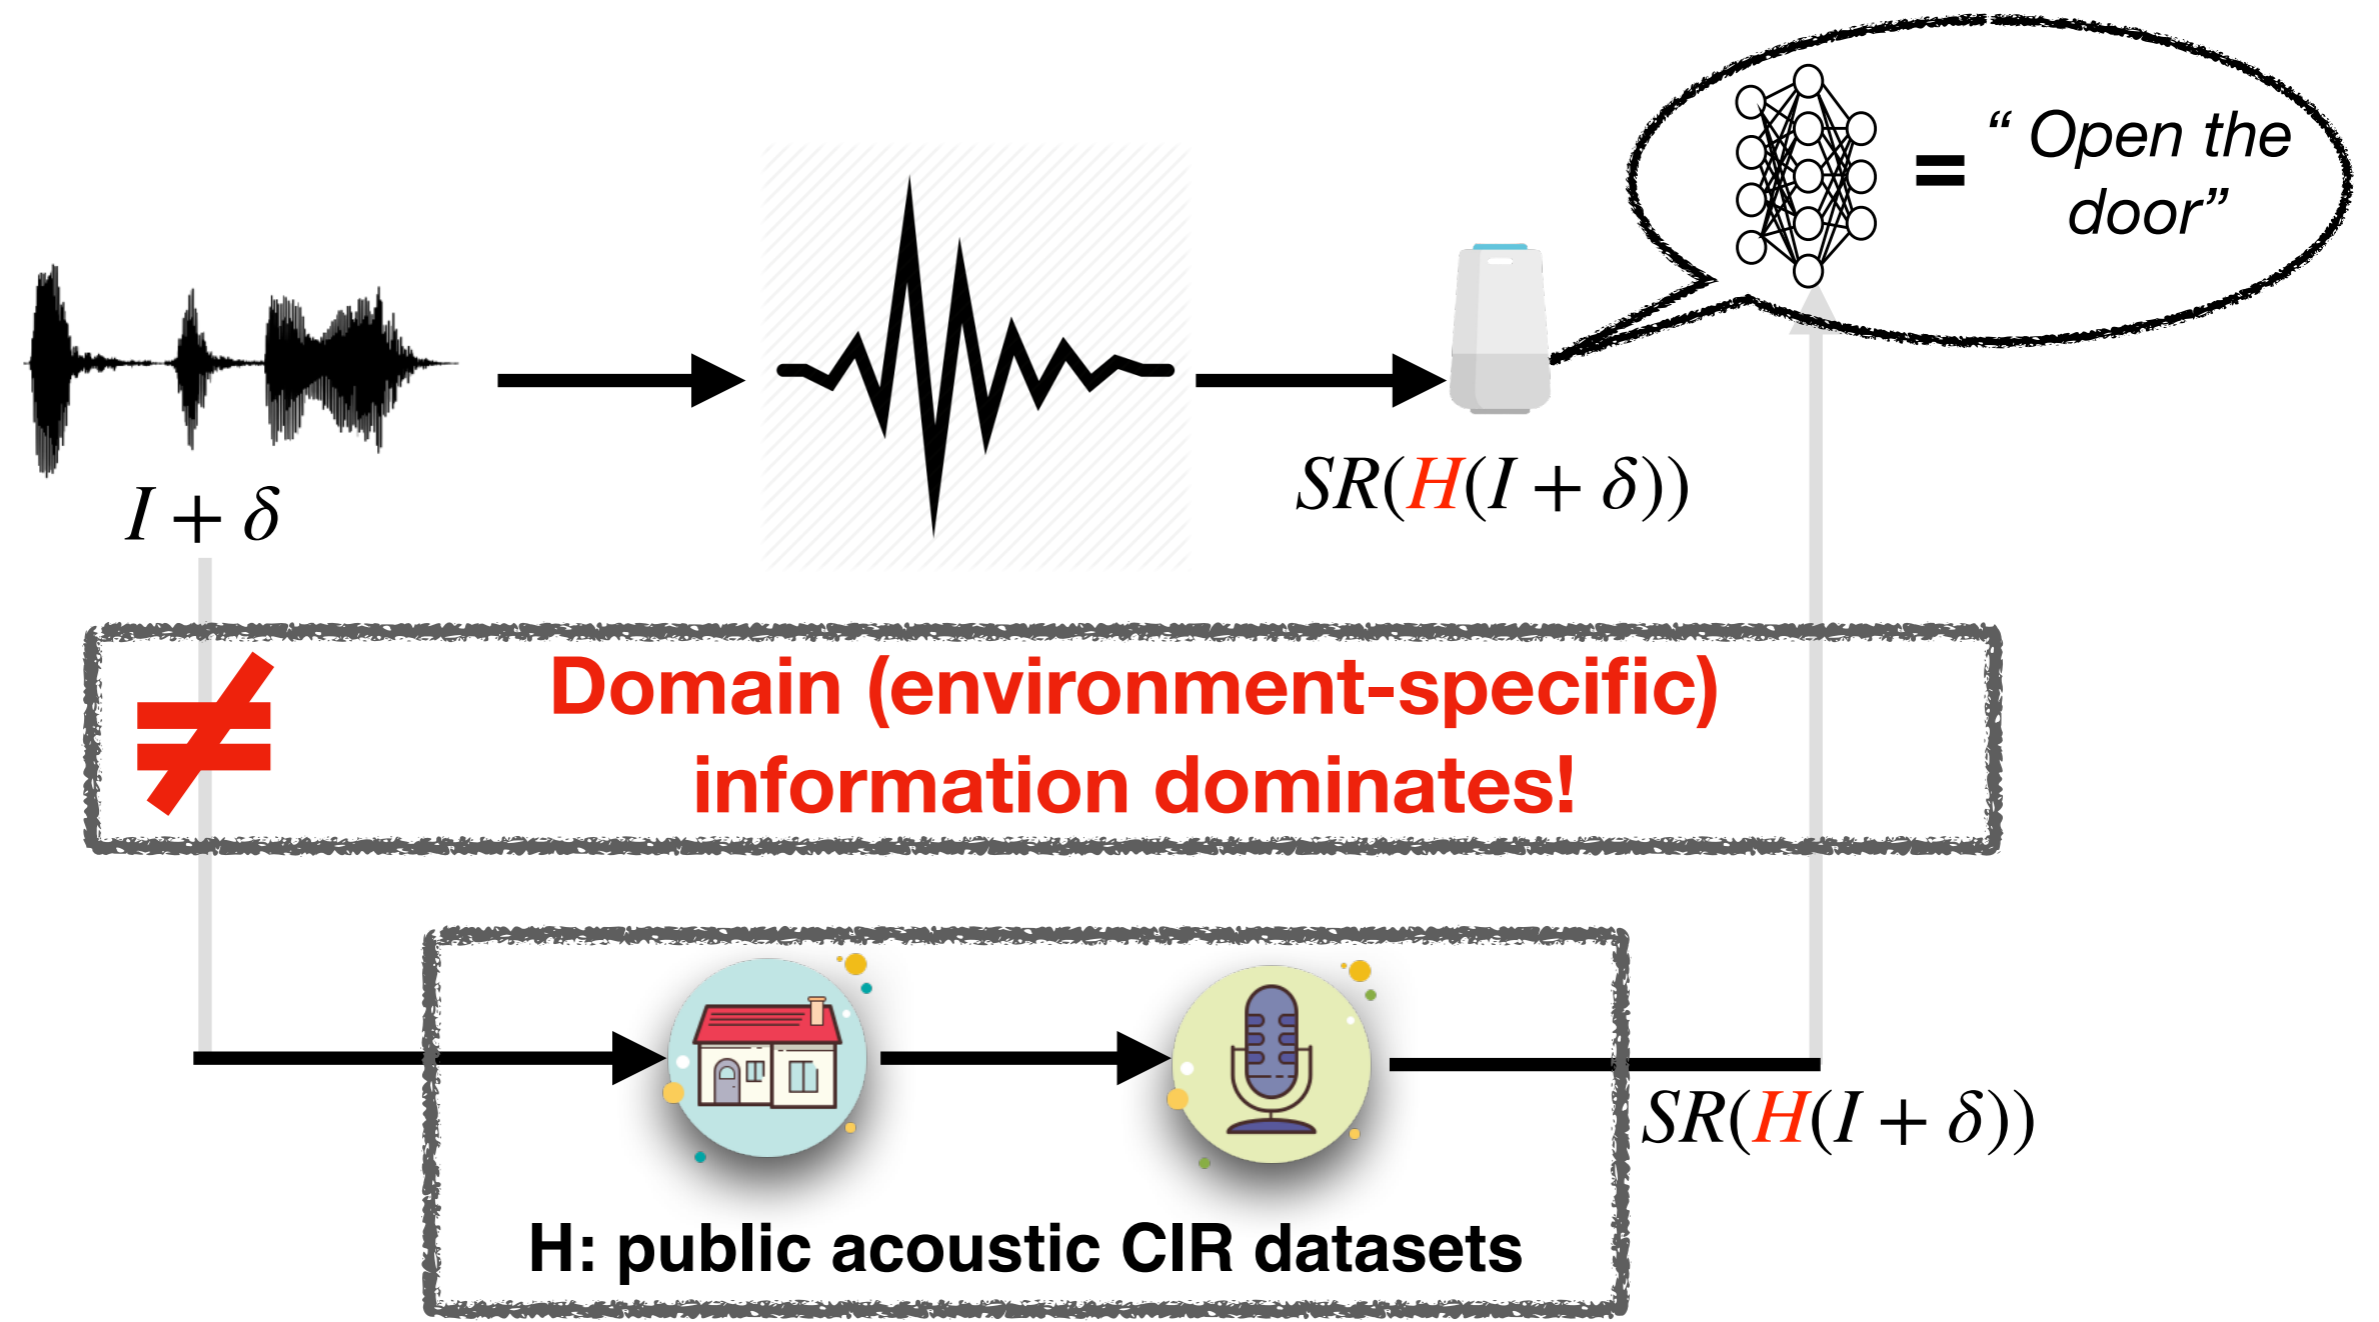 “ Open the
door”
=
I + δ
SR(H(I + δ))
≠
Domain (environment-specific)
information dominates!
SR(H(I + δ))
H: public acoustic CIR datasets